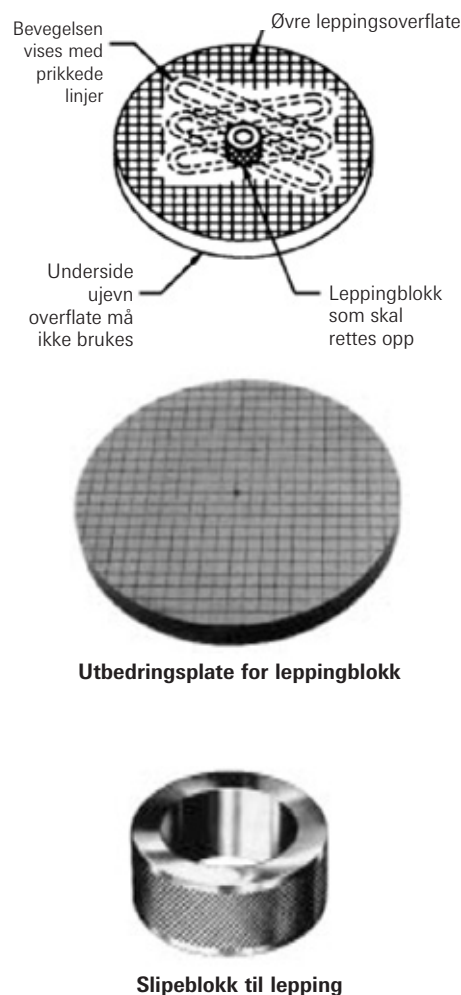 Bevegelsen
vises med
prikkede
linjer
Øvre leppingsoverflate
Underside
ujevn
overflate må
ikke brukes
Leppingblokk
som skal
rettes opp
Utbedringsplate for leppingblokk
Slipeblokk til lepping